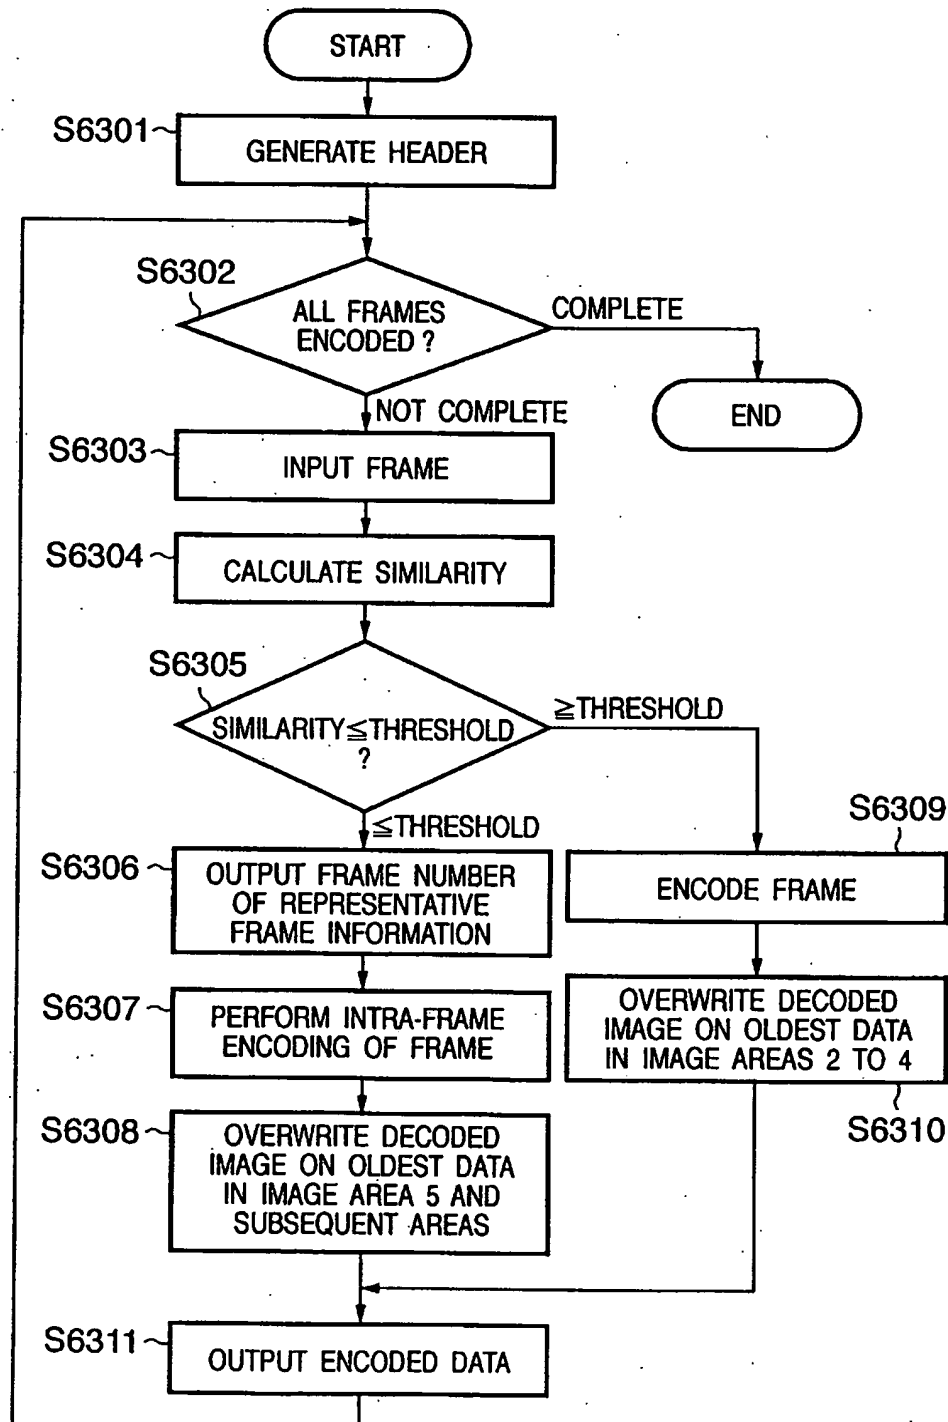 START
S6301
GENERATE HEADER
S6302
ALL FRAMES
ENCODED ?
COMPLETE
END
NOT COMPLETE
S6303
INPUT FRAME
S6304
CALCULATE SIMILARITY
S6305
SIMILARITY≦THRESHOLD
?
≧THRESHOLD
≦THRESHOLD
S6306
OUTPUT FRAME NUMBER
OF REPRESENTATIVE
FRAME INFORMATION
S6309
ENCODE FRAME
S6307
PERFORM INTRA-FRAME
ENCODING OF FRAME
OVERWRITE DECODED
IMAGE ON OLDEST DATA
IN IMAGE AREAS 2 TO 4
S6310
S6308
OVERWRITE DECODED
IMAGE ON OLDEST DATA
IN IMAGE AREA 5 AND
SUBSEQUENT AREAS
S6311
OUTPUT ENCODED DATA